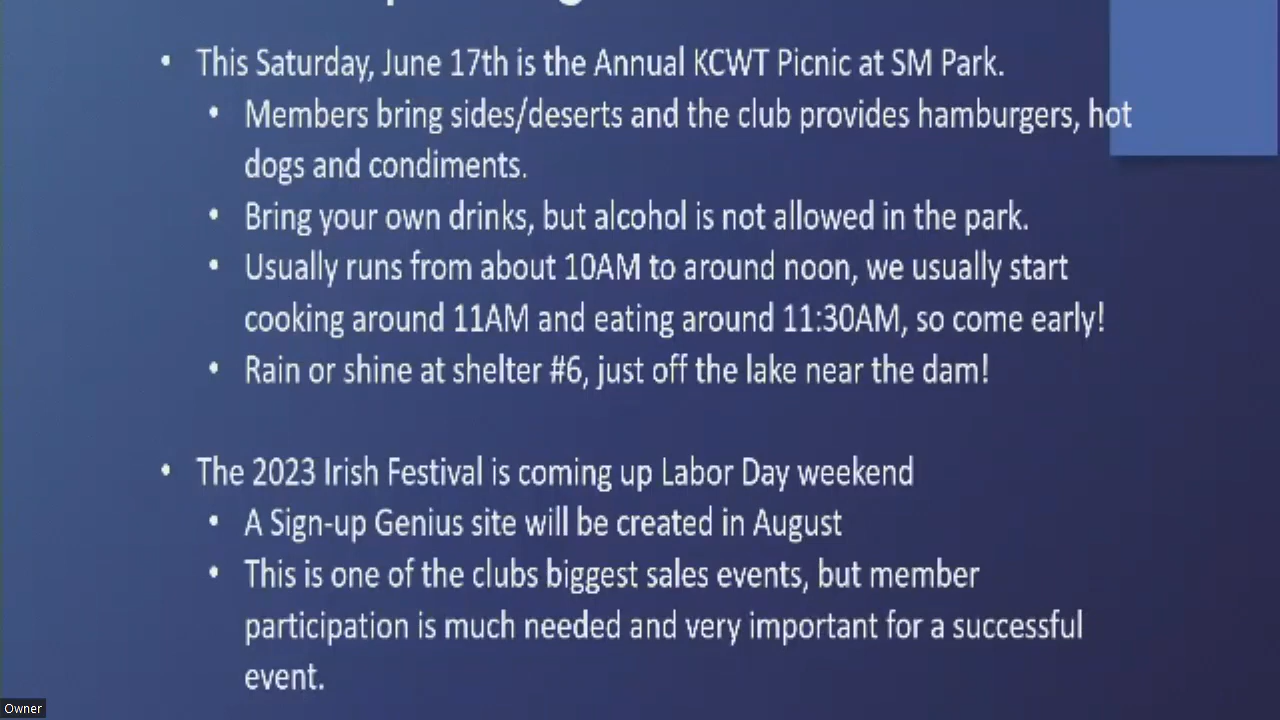 • This Saturday, June 17th is the Annual KCWT Picnic at SM Park.
• Members bring sides/deserts and the club provides hamburgers, hot
dogs and condiments.
• Bring your own drinks, but alcohol is not allowed in the park.
• Usually runs from about 10AM to around noon, we usually start
cooking around 11AM and eating around 11:30AM, so come early!
• Rain or shine at shelter #6, just off the lake near the dam!
• The 2023 Irish Festival is coming up Labor Day weekend
• A Sign-up Genius site will be created in August
• This is one of the clubs biggest sales events, but member
participation is much needed and very important for a successful
event.
Owner